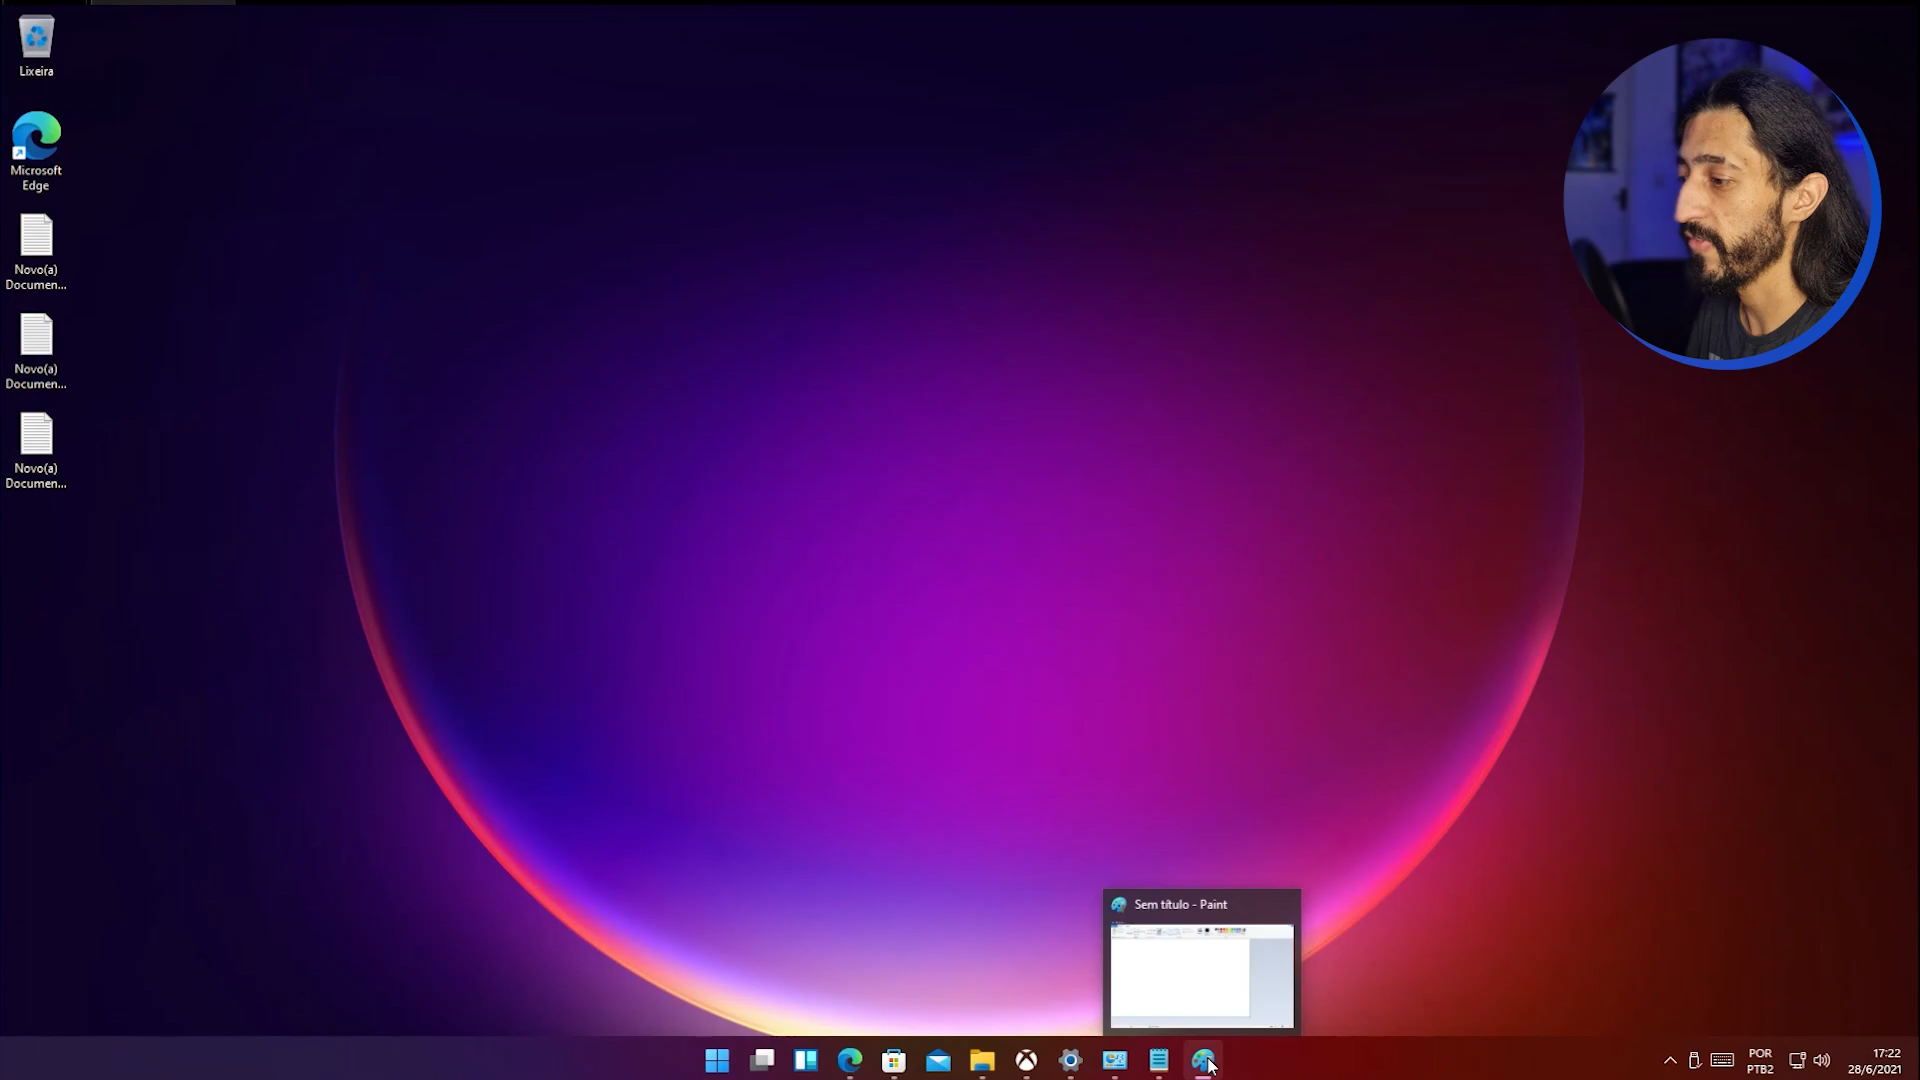 Lixeira
Microsoft
Edge
Novo(a)
Documen...
Novo(a)
Documen...
Novo(a)
Documen...
Sem título - Paint
POR
PTB2
17:22
28/6/2021